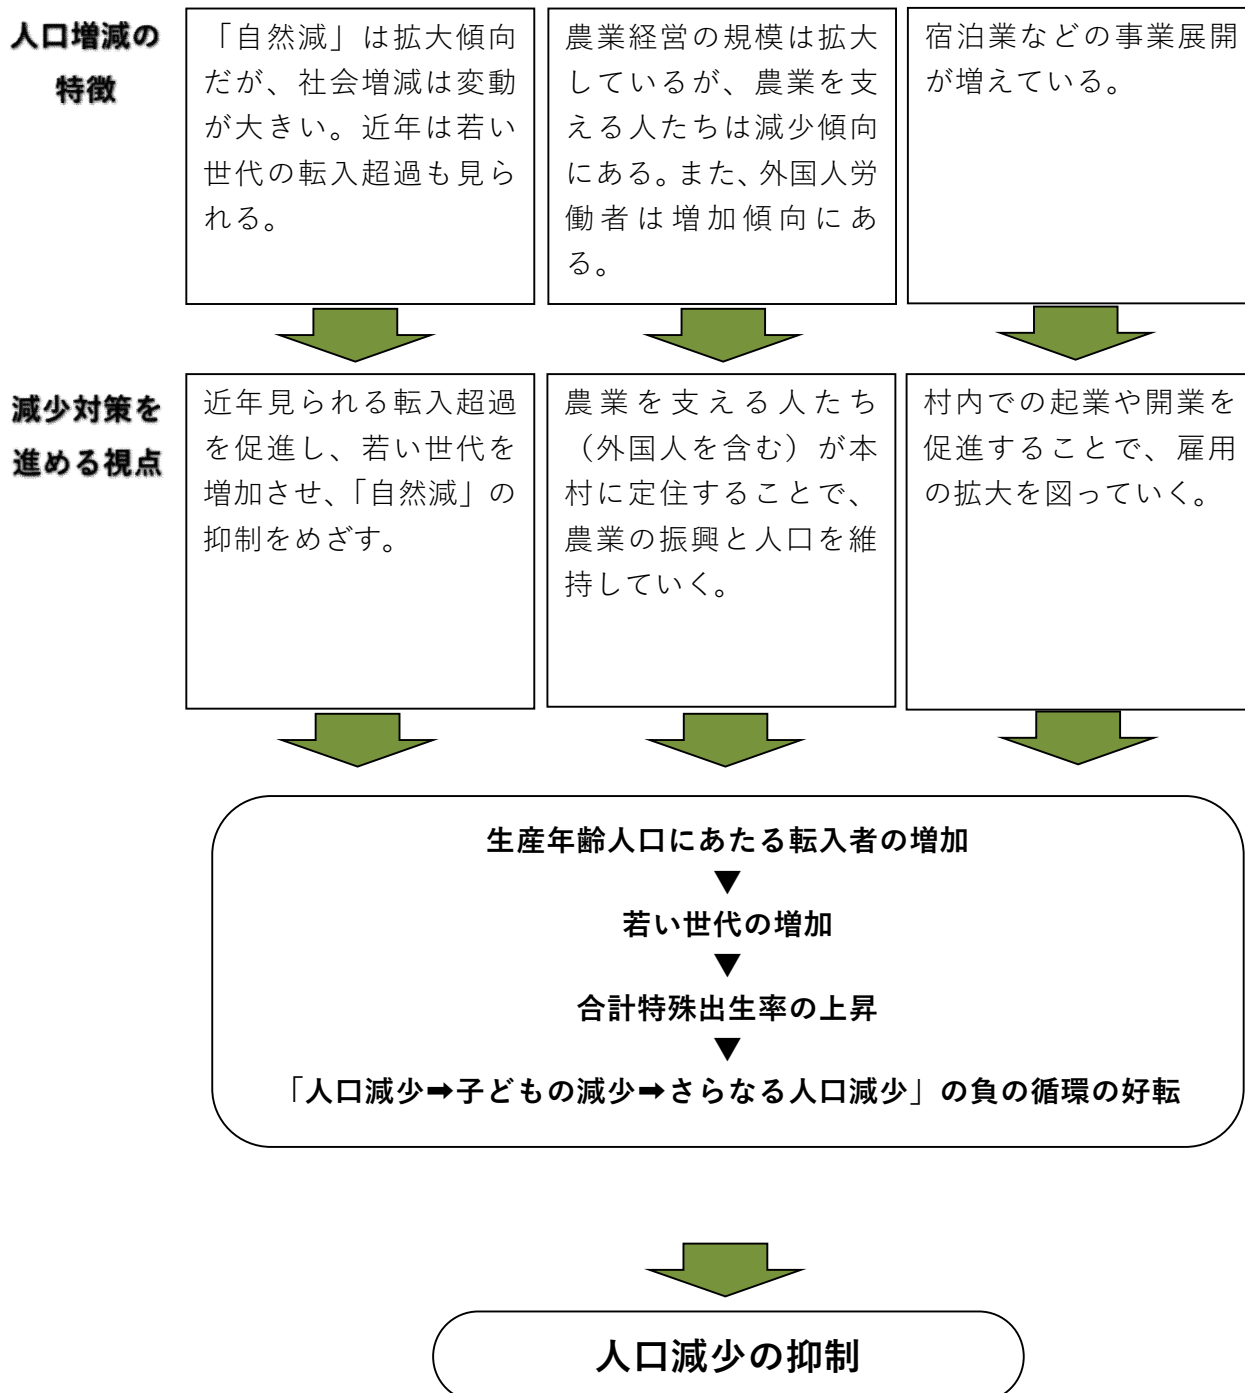 人口増減の
特徴
「自然減」は拡大傾向
だが、社会増減は変動
が大きい。近年は若い
世代の転入超過も見ら
れる。
農業経営の規模は拡大
しているが、農業を支
える人たちは減少傾向
にある。また、外国人労
働者は増加傾向にあ
る。
宿泊業などの事業展開
が増えている。
減少対策を
進める視点
近年見られる転入超過
を促進し、若い世代を
増加させ、「自然減」の
抑制をめざす。
農業を支える人たち
（外国人を含む）が本
村に定住することで、
農業の振興と人口を維
持していく。
村内での起業や開業を
促進することで、雇用
の拡大を図っていく。
生産年齢人口にあたる転入者の増加
▼
若い世代の増加
▼
合計特殊出生率の上昇
▼
「人口減少➡子どもの減少➡さらなる人口減少」の負の循環の好転
人口減少の抑制